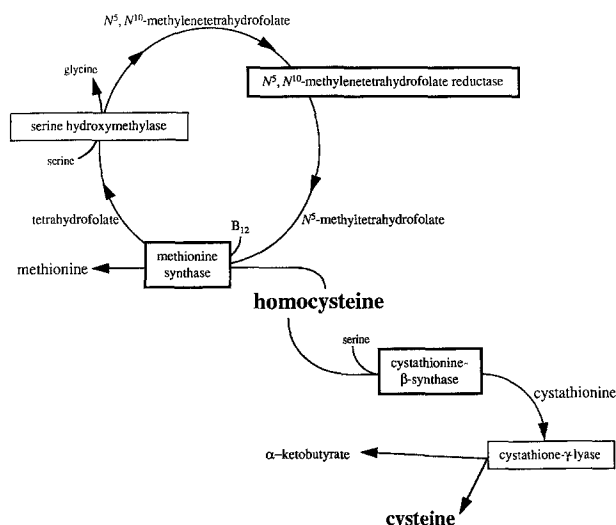 N⁵, N¹⁰-methylenetetrahydrofolate
glycine
N⁵, N¹⁰-methylenetetrahydrofolate reductase
serine hydroxymethylase
serine
tetrahydrofolate
N⁵-methyltetrahydrofolate
B₁₂
methionine
methionine
synthase
homocysteine
serine
cystathionine-
β-synthase
cystathionine
α-ketobutyrate
cystathione-γ-lyase
cysteine